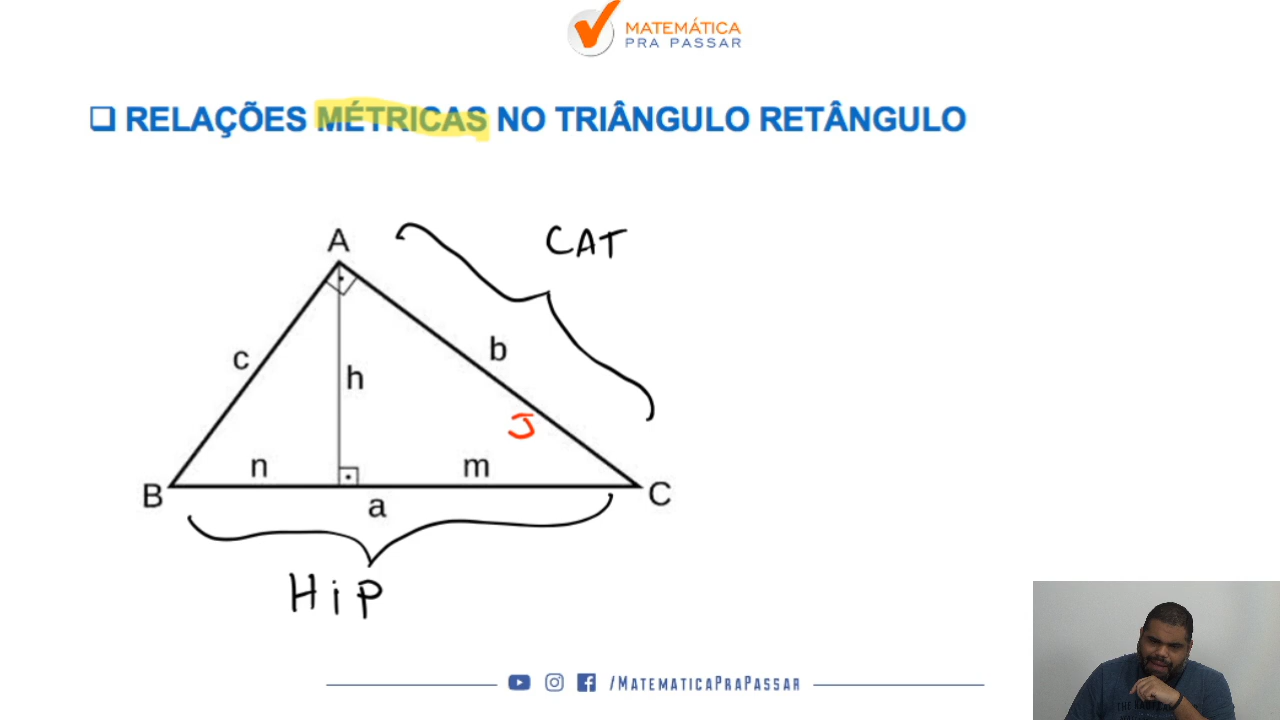 MATEMÁTICA
PRA PASSAR
RELAÇÕES MÉTRICAS NO TRIÂNGULO RETÂNGULO
A
CAT
c
b
h
J
n
m
B
a
C
HiP
/MATEMATICAPRAPASSAR